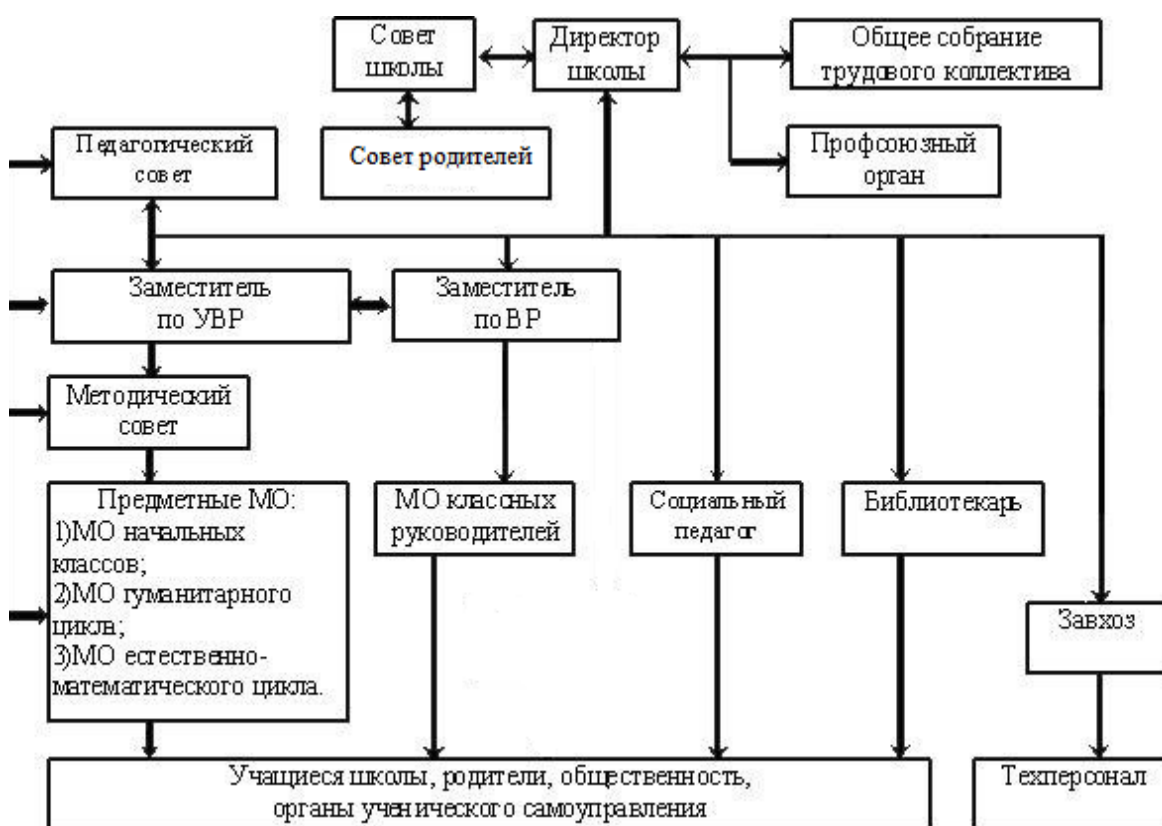 Совет
школы
Директор
школы
Общее собрание
трудового коллектива
Педагогический
совет
Совет родителей
Профсоюзный
орган
Заместитель
по УВР
Заместитель
по ВР
Методический
совет
Предметные МО:
1)МО начальных
классов;
2)МО гуманитарного
цикла;
3)МО естественно-
математического цикла.
МО классных
руководителей
Социальный
педагог
Библиотекарь
Завхоз
Учащиеся школы, родители, общественность,
органы ученического самоуправления
Техперсонал